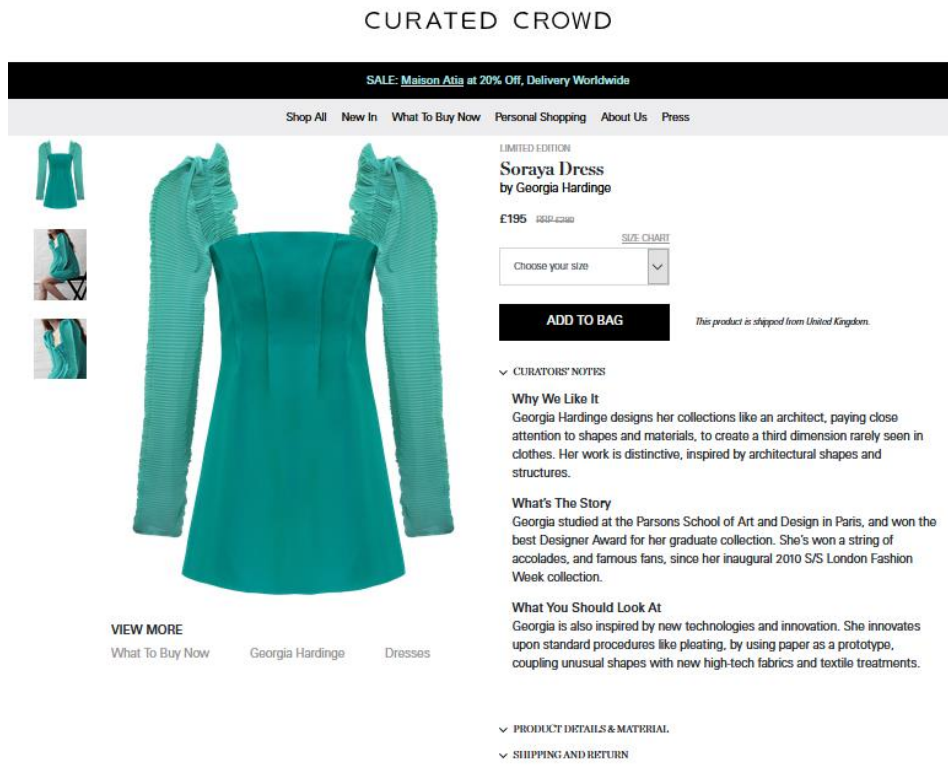 CURATED CROWD
SALE: Maison Atia at 20% Off, Delivery Worldwide
Shop All New In What To Buy Now Personal Shopping About Us Press
LIMITED EDITION
Soraya Dress
by Georgia Hardinge
£195 RRP
SIZE CHART
Choose your size
ADD TO BAG
This product is shipped from United Kingdom.
CURATORS' NOTES
Why We Like It
Georgia Hardinge designs her collections like an architect, paying close
attention to shapes and materials, to create a third dimension rarely seen in
clothes. Her work is distinctive, inspired by architectural shapes and
structures.
What's The Story
Georgia studied at the Parsons School of Art and Design in Paris, and won the
best Designer Award for her graduate collection. She's won a string of
accolades, and famous fans, since her inaugural 2010 S/S London Fashion
Week collection.
What You Should Look At
Georgia is also inspired by new technologies and innovation. She innovates
upon standard procedures like pleating, by using paper as a prototype,
coupling unusual shapes with new high-tech fabrics and textile treatments.
VIEW MORE
What To Buy Now Georgia Hardinge Dresses
PRODUCT DETAILS & MATERIAL
SHIPPING AND RETURN